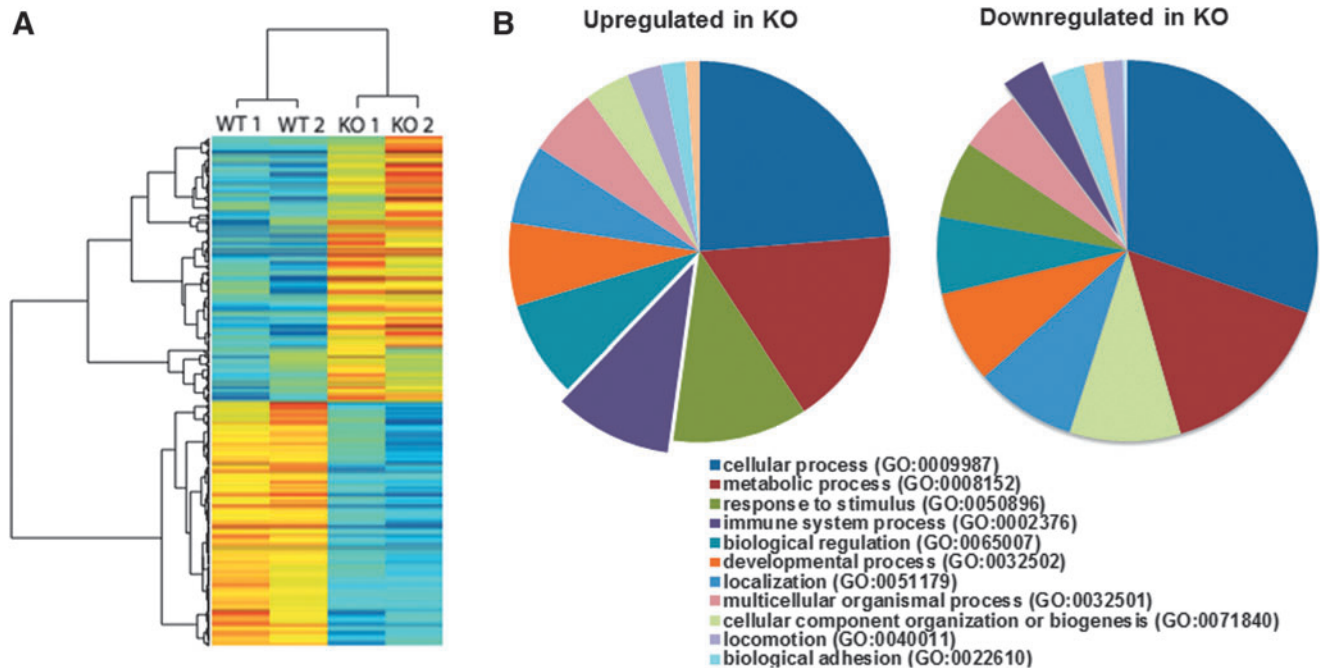 A
B
Upregulated in KO
Downregulated in KO
WT 1 WT 2 KO 1 KO 2
cellular process (GO:0009987)
metabolic process (GO:0008152)
response to stimulus (GO:0050896)
immune system process (GO:0002376)
biological regulation (GO:0065007)
developmental process (GO:0032502)
localization (GO:0051179)
multicellular organismal process (GO:0032501)
cellular component organization or biogenesis (GO:0071840)
locomotion (GO:0040011)
biological adhesion (GO:0022610)